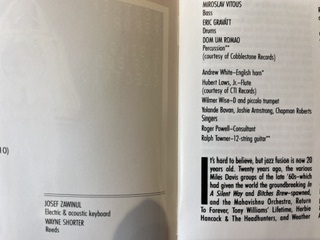 10)
JOSEF ZAWINUL
Electric & acoustic keyboard
WAYNE SHORTER
Reeds
MIROSLAV VITOUS
Bass
ERIC GRAVÁTT
Drums
DOM UM ROMAO
Percussion**
(courtesy of Cobblestone Records)
Andrew White–English horn*
Hubert Laws, Jr.–Flute
(courtesy of CTI Records)
Wilmer Wise–D and piccolo trumpet
Yolande Bavan, Joshie Armstrong, Chapman Roberts
Singers
Roger Powell–Consultant
Ralph Towner–12-string guitar**
It's hard to believe, but jazz fusion is now 20
years old. Twenty years ago, the various
Miles Davis groups of the late '60s–which
had given the world the groundbreaking In
A Silent Way and Bitches Brew–spawned,
and the Mahavishnu Orchestra, Return
To Forever, Tony Williams' Lifetime, Herbie
Hancock & The Headhunters, and Weather